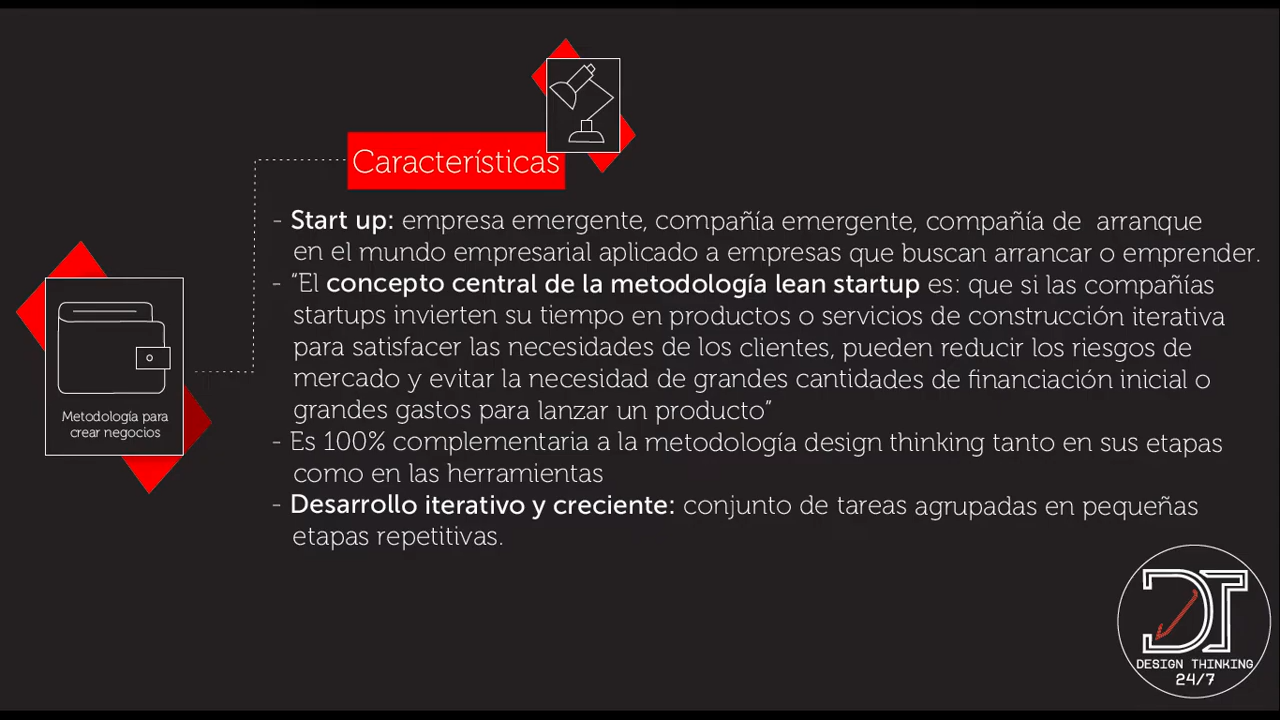 Características
- Start up: empresa emergente, compañía emergente, compañía de arranque
en el mundo empresarial aplicado a empresas que buscan arrancar o emprender.
- “El concepto central de la metodología lean startup es: que si las compañías
startups invierten su tiempo en productos o servicios de construcción iterativa
para satisfacer las necesidades de los clientes, pueden reducir los riesgos de
mercado y evitar la necesidad de grandes cantidades de financiación inicial o
grandes gastos para lanzar un producto”
- Es 100% complementaria a la metodología design thinking tanto en sus etapas
como en las herramientas
- Desarrollo iterativo y creciente: conjunto de tareas agrupadas en pequeñas
etapas repetitivas.
Metodología para
crear negocios
DT
DESIGN THINKING
24/7